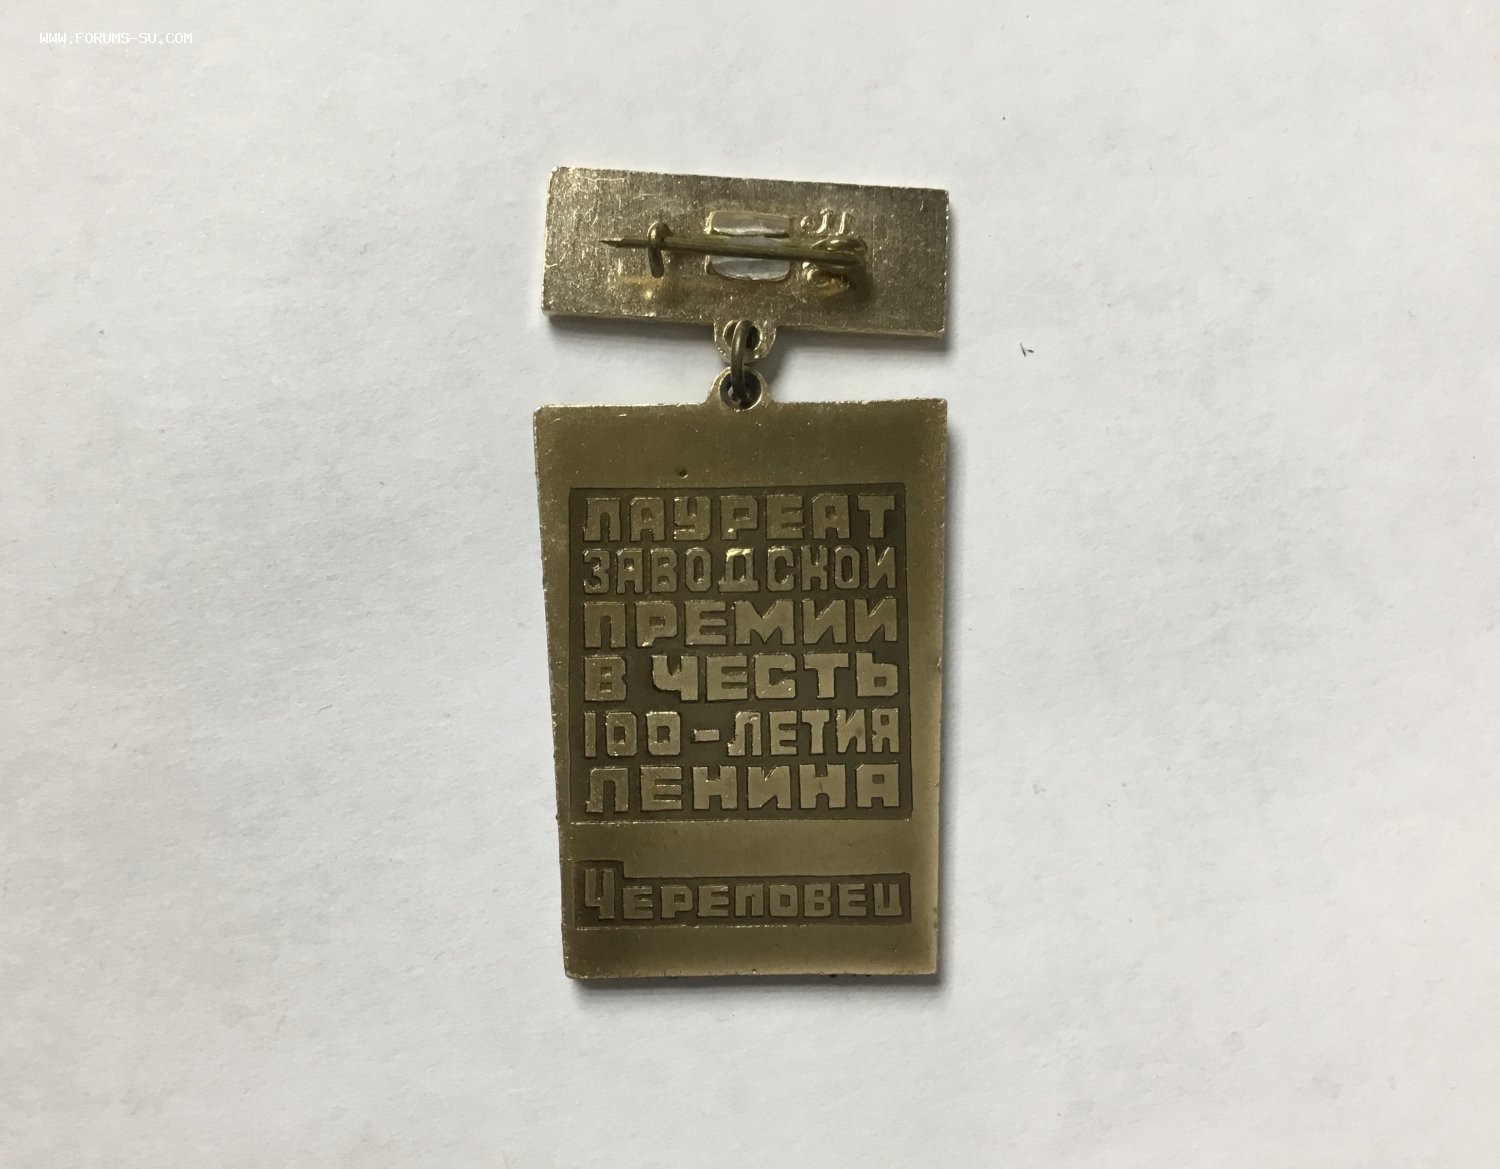 WWW.FORUMS-SU.COM
ЛАУРЕАТ
ЗАВОДСКОЙ
ПРЕМИИ
В ЧЕСТЬ
100-ЛЕТИЯ
ЛЕНИНА
ЧЕРЕПОВЕЦ